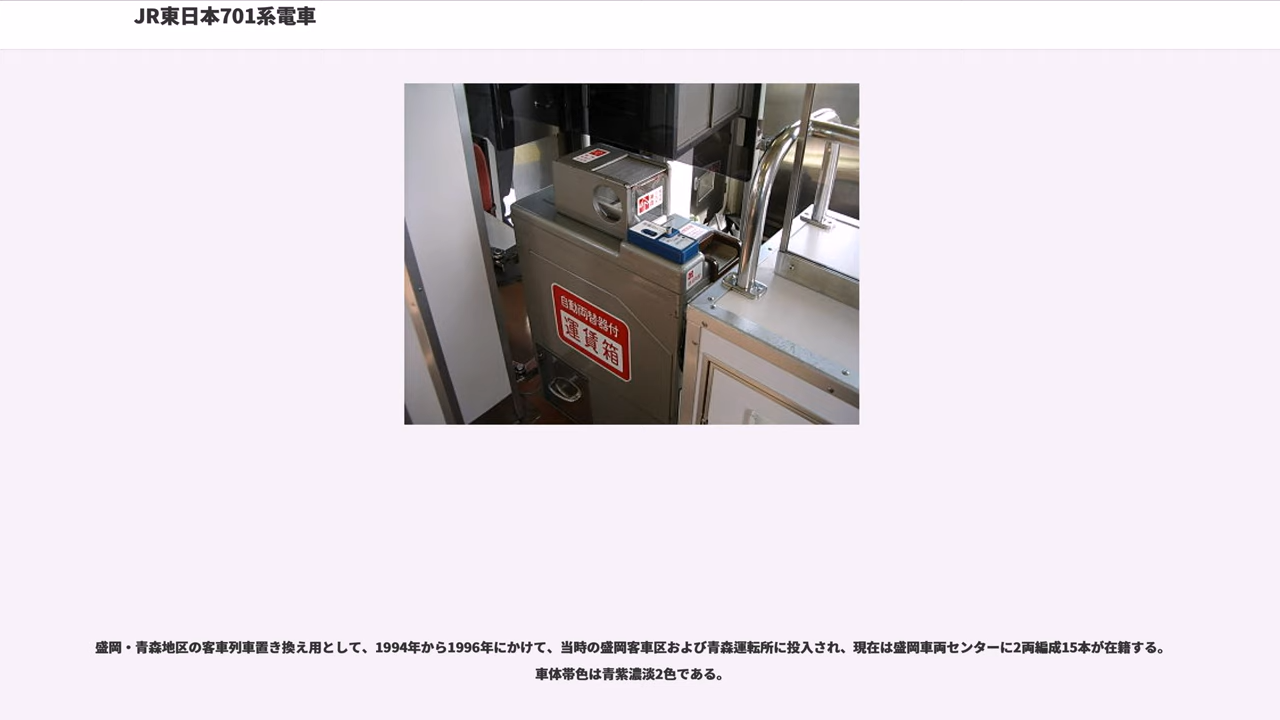 JR東日本701系電車
自動両替器付
運賃箱
盛岡・青森地区の客車列車置き換え用として、1994年から1996年にかけて、当時の盛岡客車区および青森運転所に投入され、現在は盛岡車両センターに2両編成15本が在籍する。
車体帯色は青紫濃淡2色である。